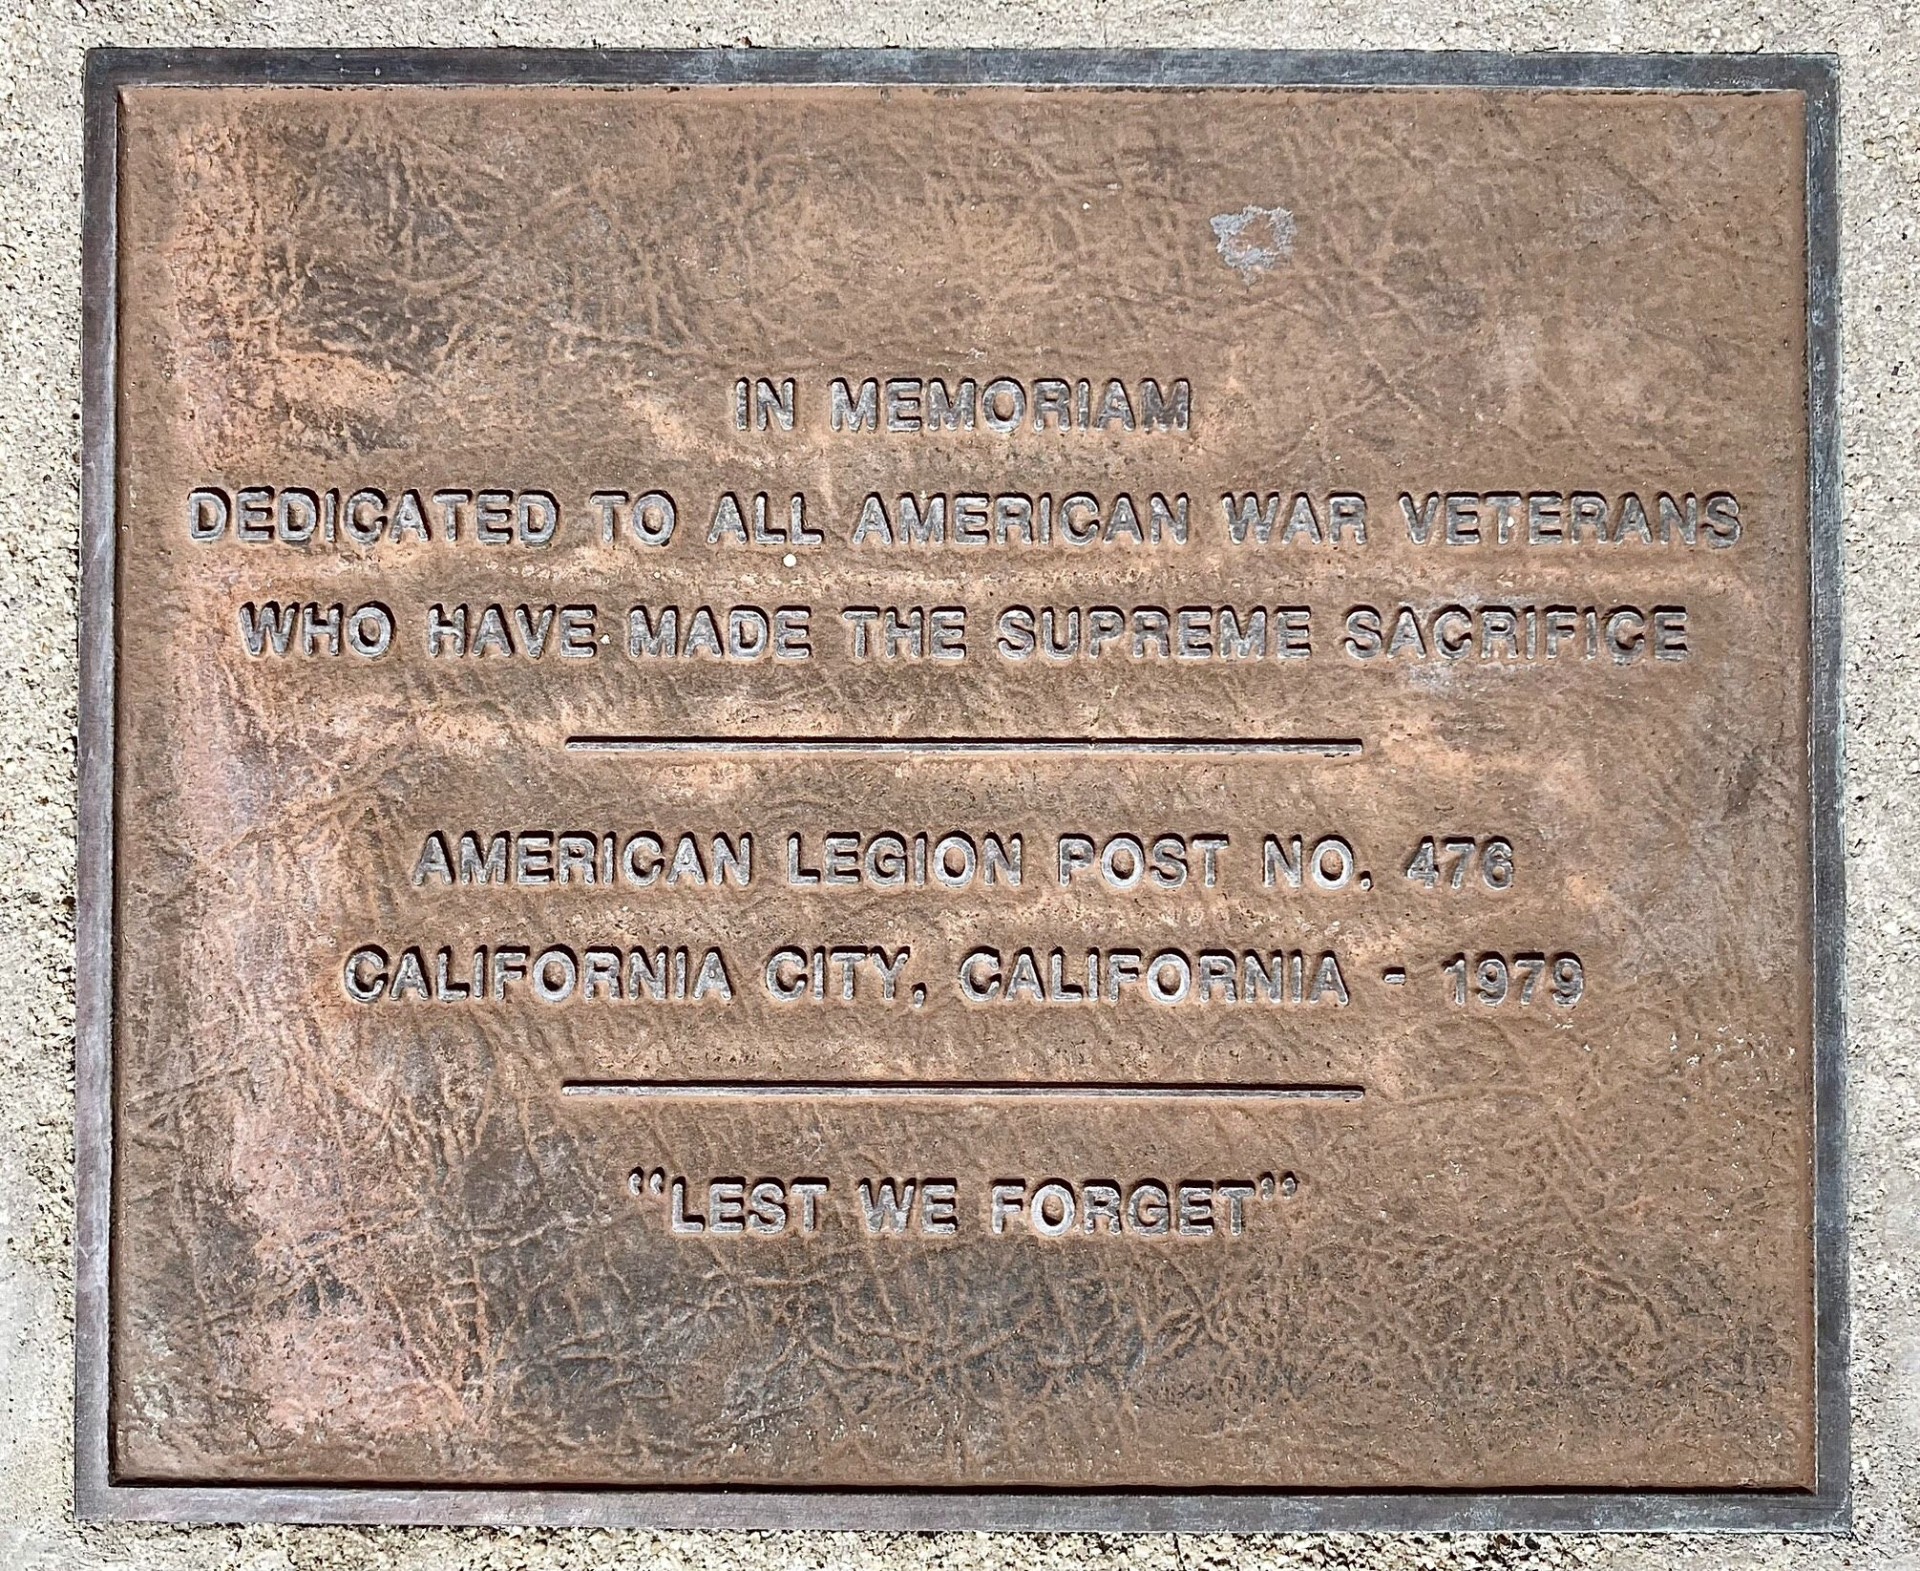 IN MEMORIAM
DEDICATED TO ALL AMERICAN WAR VETERANS
WHO HAVE MADE THE SUPREME SACRIFICE
AMERICAN LEGION POST NO. 476
CALIFORNIA CITY, CALIFORNIA - 1979
“LEST WE FORGET”